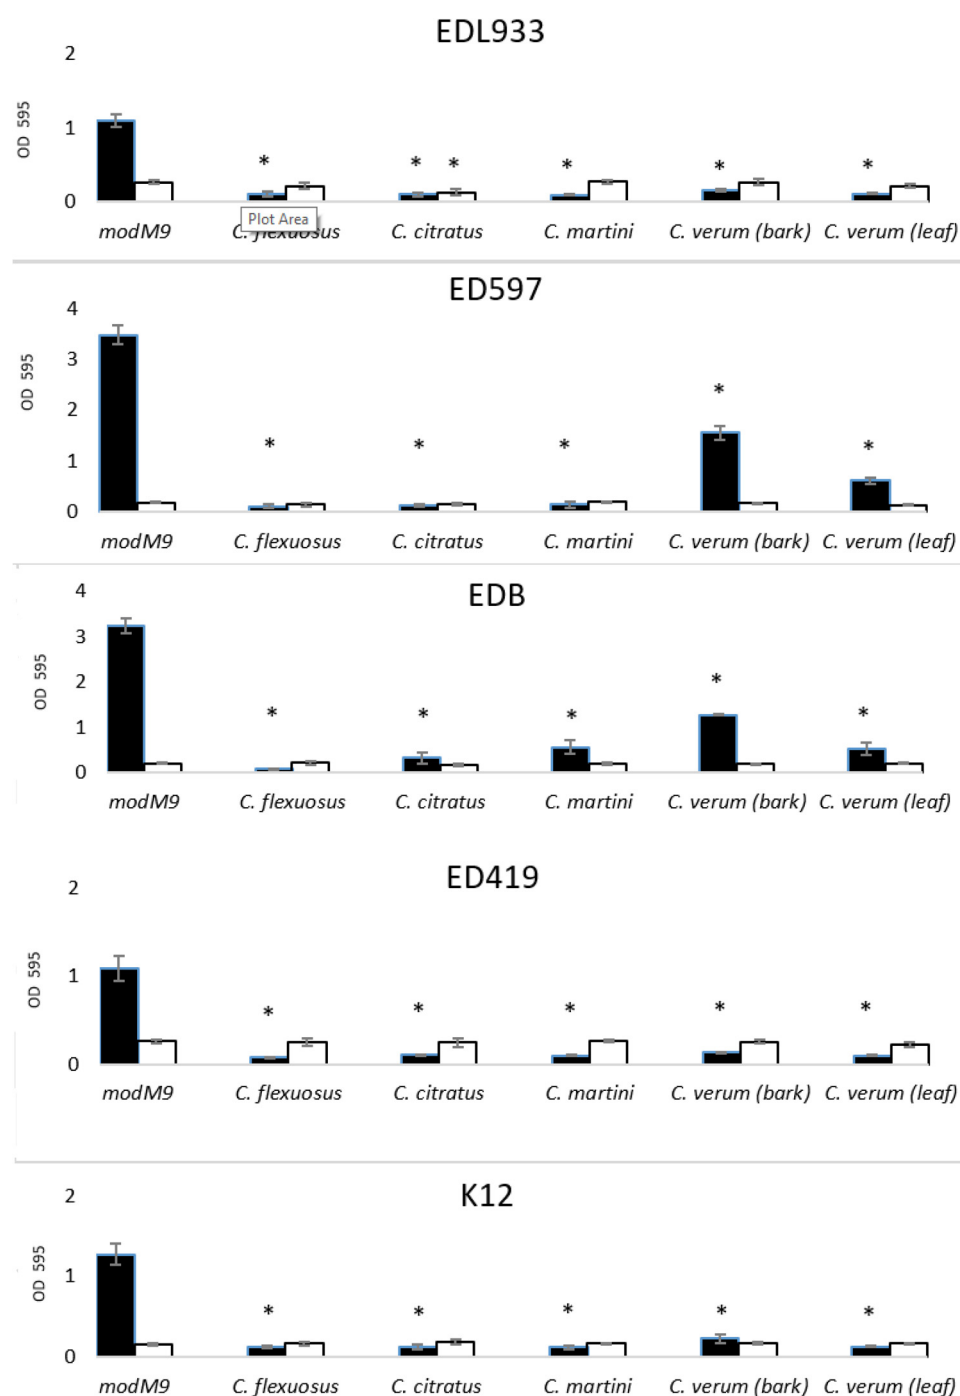 EDL933
2
1
0
OD 595
* * * * * *
Plot Area
modM9 C. flexuosus C. citratus C. martini C. verum (bark) C. verum (leaf)
ED597
4
3
2
1
0
OD 595
* * * * *
modM9 C. flexuosus C. citratus C. martini C. verum (bark) C. verum (leaf)
EDB
4
3
2
1
0
OD 595
* * * * *
modM9 C. flexuosus C. citratus C. martini C. verum (bark) C. verum (leaf)
ED419
2
1
0
OD 595
* * * * *
modM9 C. flexuosus C. citratus C. martini C. verum (bark) C. verum (leaf)
K12
2
1
0
OD 595
* * * * *
modM9 C. flexuosus C. citratus C. martini C. verum (bark) C. verum (leaf)